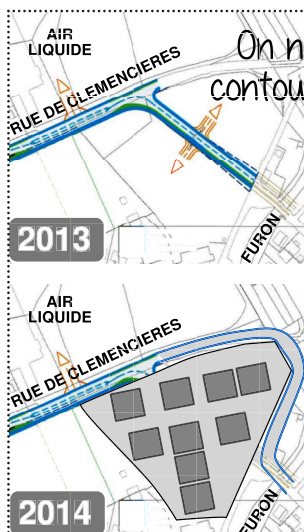 AIR
LIQUIDE
On n
contou
RUE DE CLEMENCIERES
2013
FURON
AIR
LIQUIDE
RUE DE CLEMENCIERES
2014
FURON